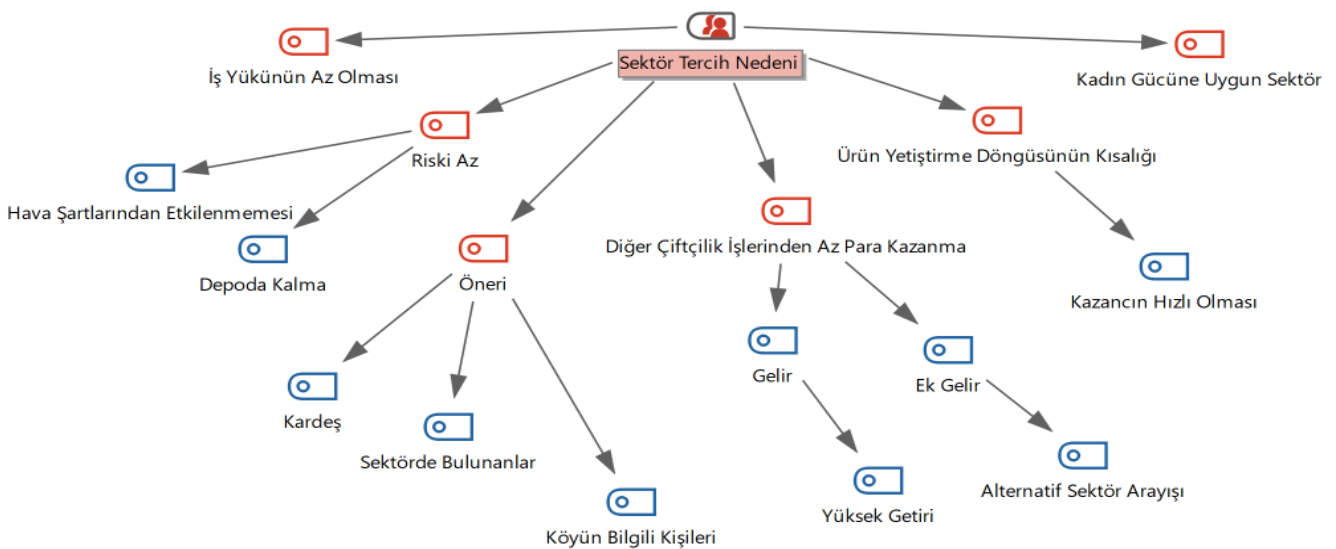 Sektör Tercih Nedeni
İş Yükünün Az Olması
Kadın Gücüne Uygun Sektör
Riski Az
Ürün Yetiştirme Döngüsünün Kısalığı
Hava Şartlarından Etkilenmemesi
Diğer Çiftçilik İşlerinden Az Para Kazanma
Depoda Kalma
Öneri
Kazancın Hızlı Olması
Gelir
Ek Gelir
Kardeş
Sektörde Bulunanlar
Alternatif Sektör Arayışı
Yüksek Getiri
Köyün Bilgili Kişileri